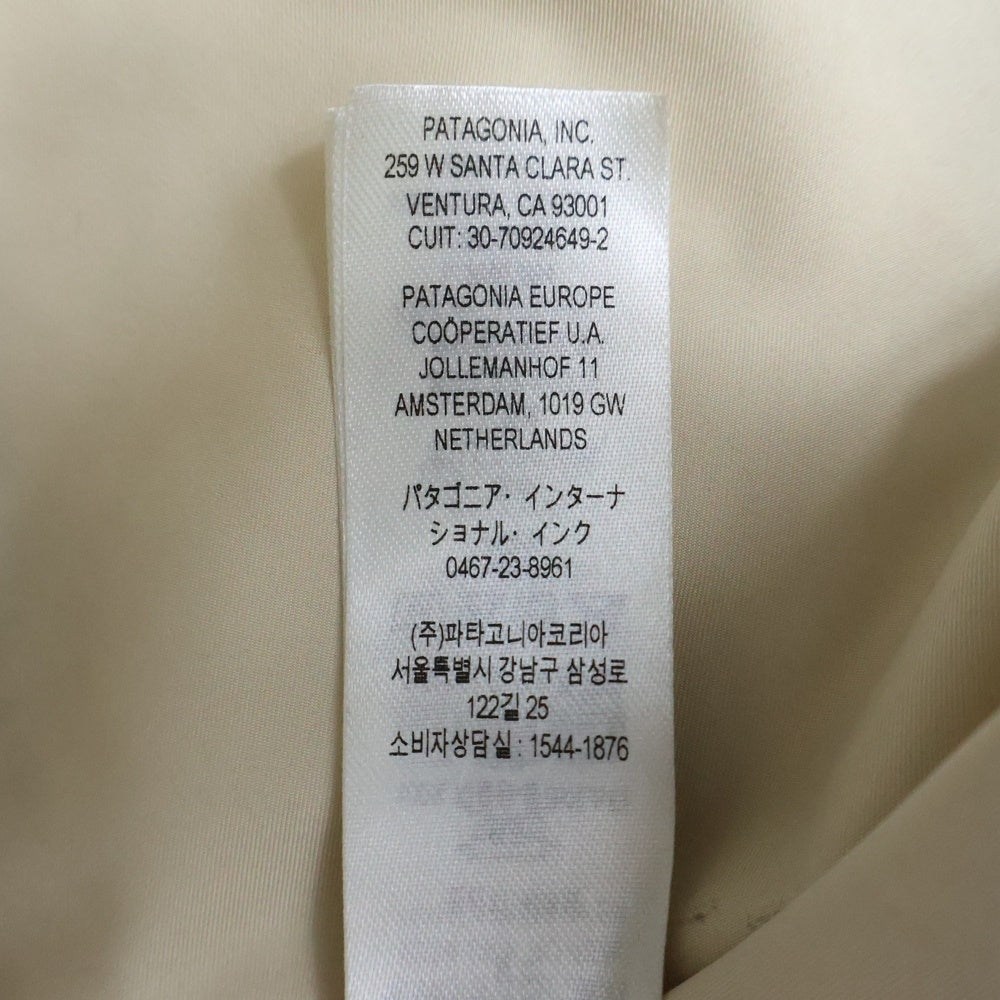 PATAGONIA, INC.
259 W SANTA CLARA ST.
VENTURA, CA 93001
CUIT: 30-70924649-2
PATAGONIA EUROPE
COÖPERATIEF U.A.
JOLLEMANHOF 11
AMSTERDAM, 1019 GW
NETHERLANDS
パタゴニア・インターナ
ショナル・インク
0467-23-8961
(주)파타고니아코리아
서울특별시 강남구 삼성로
122길 25
소비자상담실 : 1544-1876